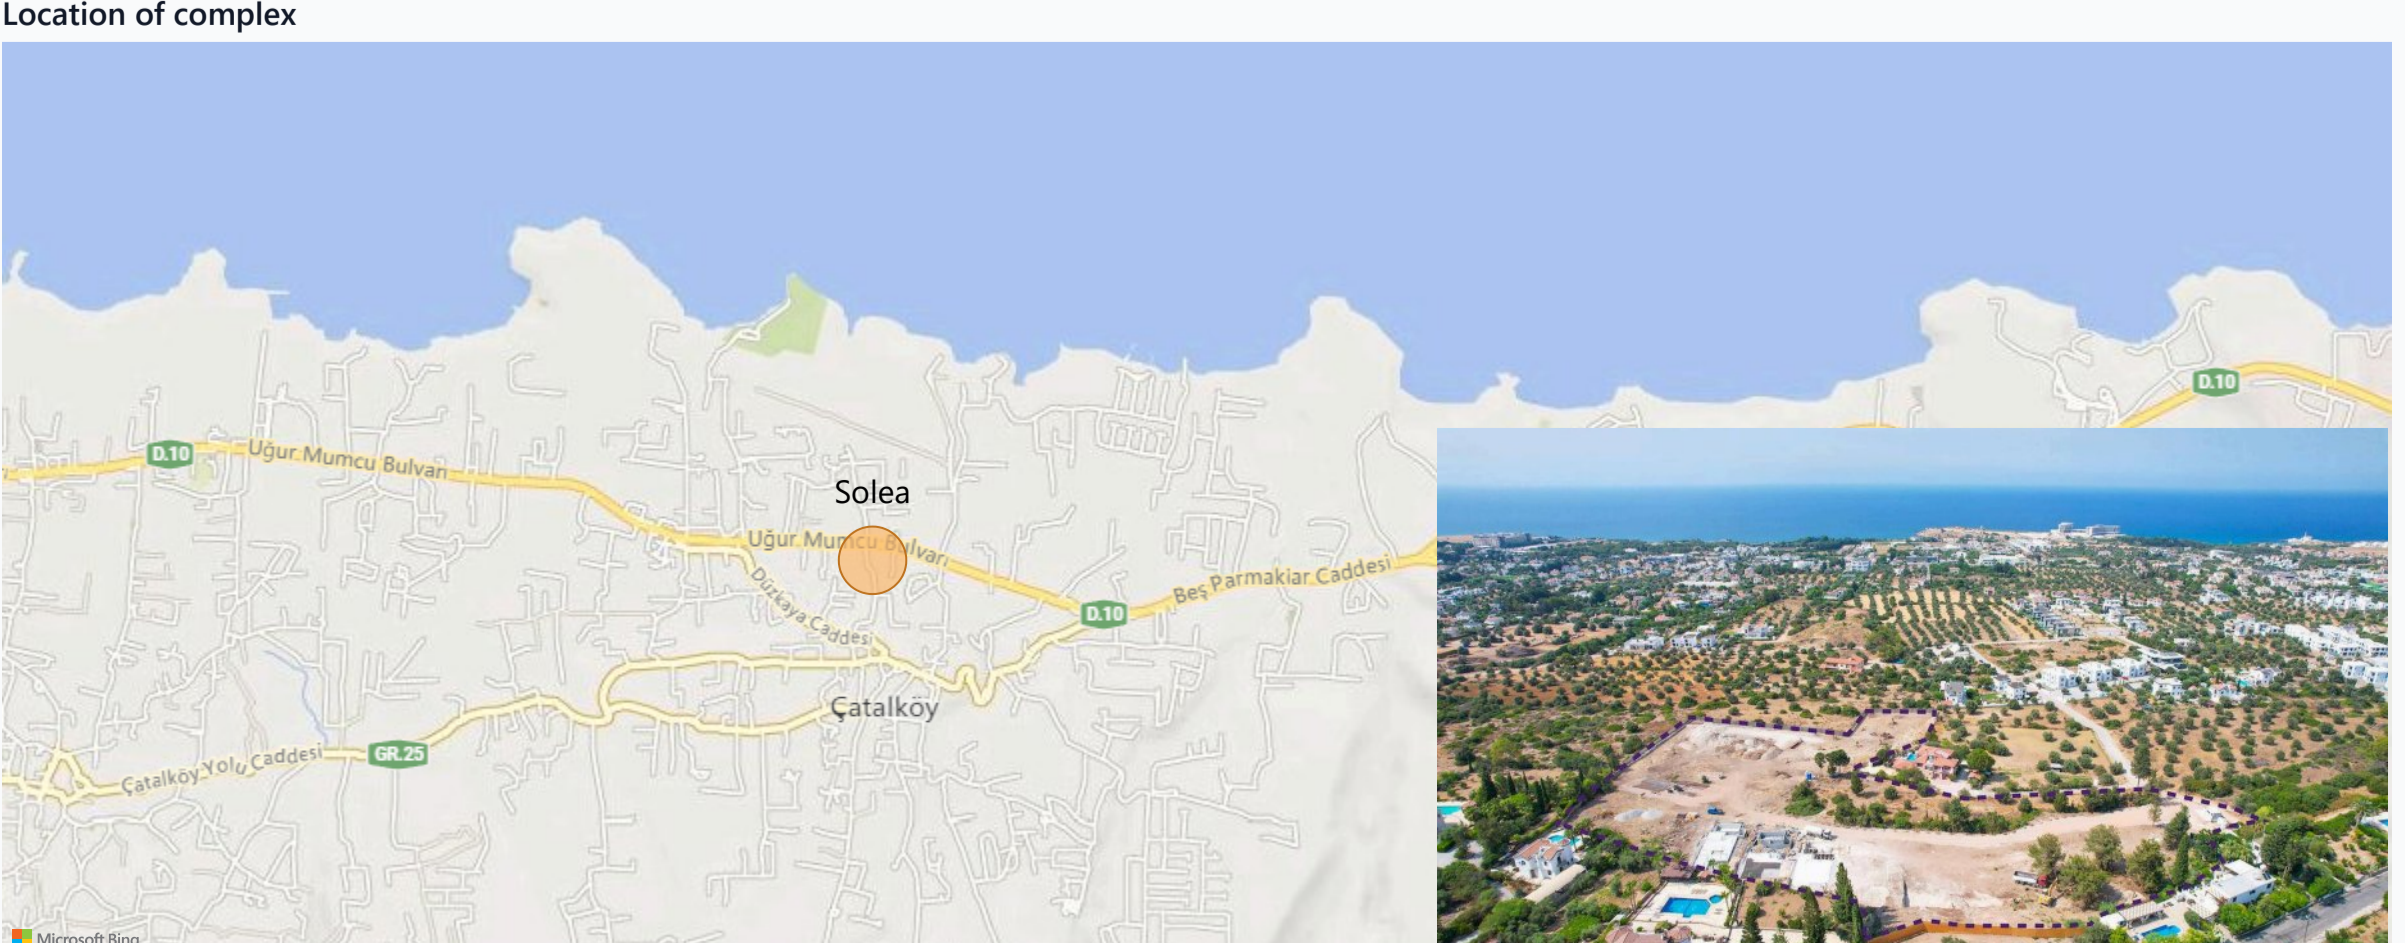 Location of complex
D.10
D.10
Uğur Mumcu Bulvarı
Solea
Uğur Mumcu Bulvarı
Beş Parmaklar Caddesi
Düzkaya Caddesi
D.10
Çatalköy
GR.25
Çatalköy Yolu Caddesi
Microsoft Bing